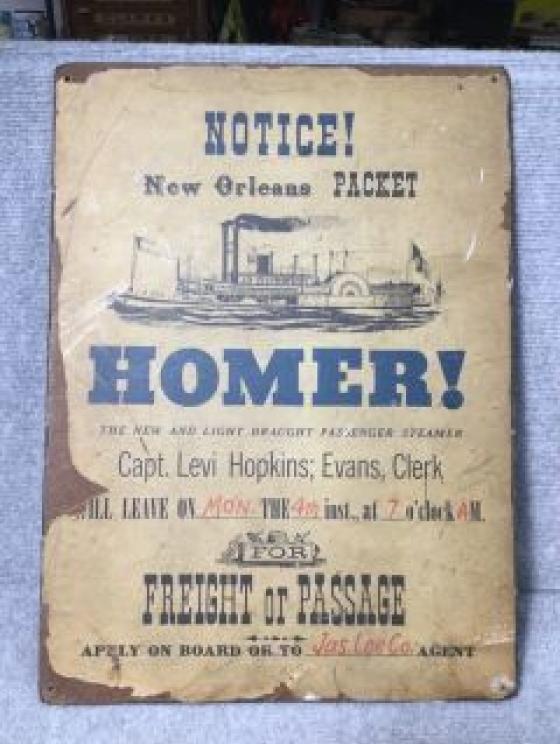 NOTICE!
New Orleans PACKET
HOMER!
THE NEW AND LIGHT DRAUGHT PASSENGER STEAMER
Capt. Levi Hopkins; Evans, Clerk
WILL LEAVE ON MON. THE 4th inst., at 7 o'clock AM.
FOR
FREIGHT or PASSAGE
APPLY ON BOARD OR TO Jas. Lee Co. AGENT